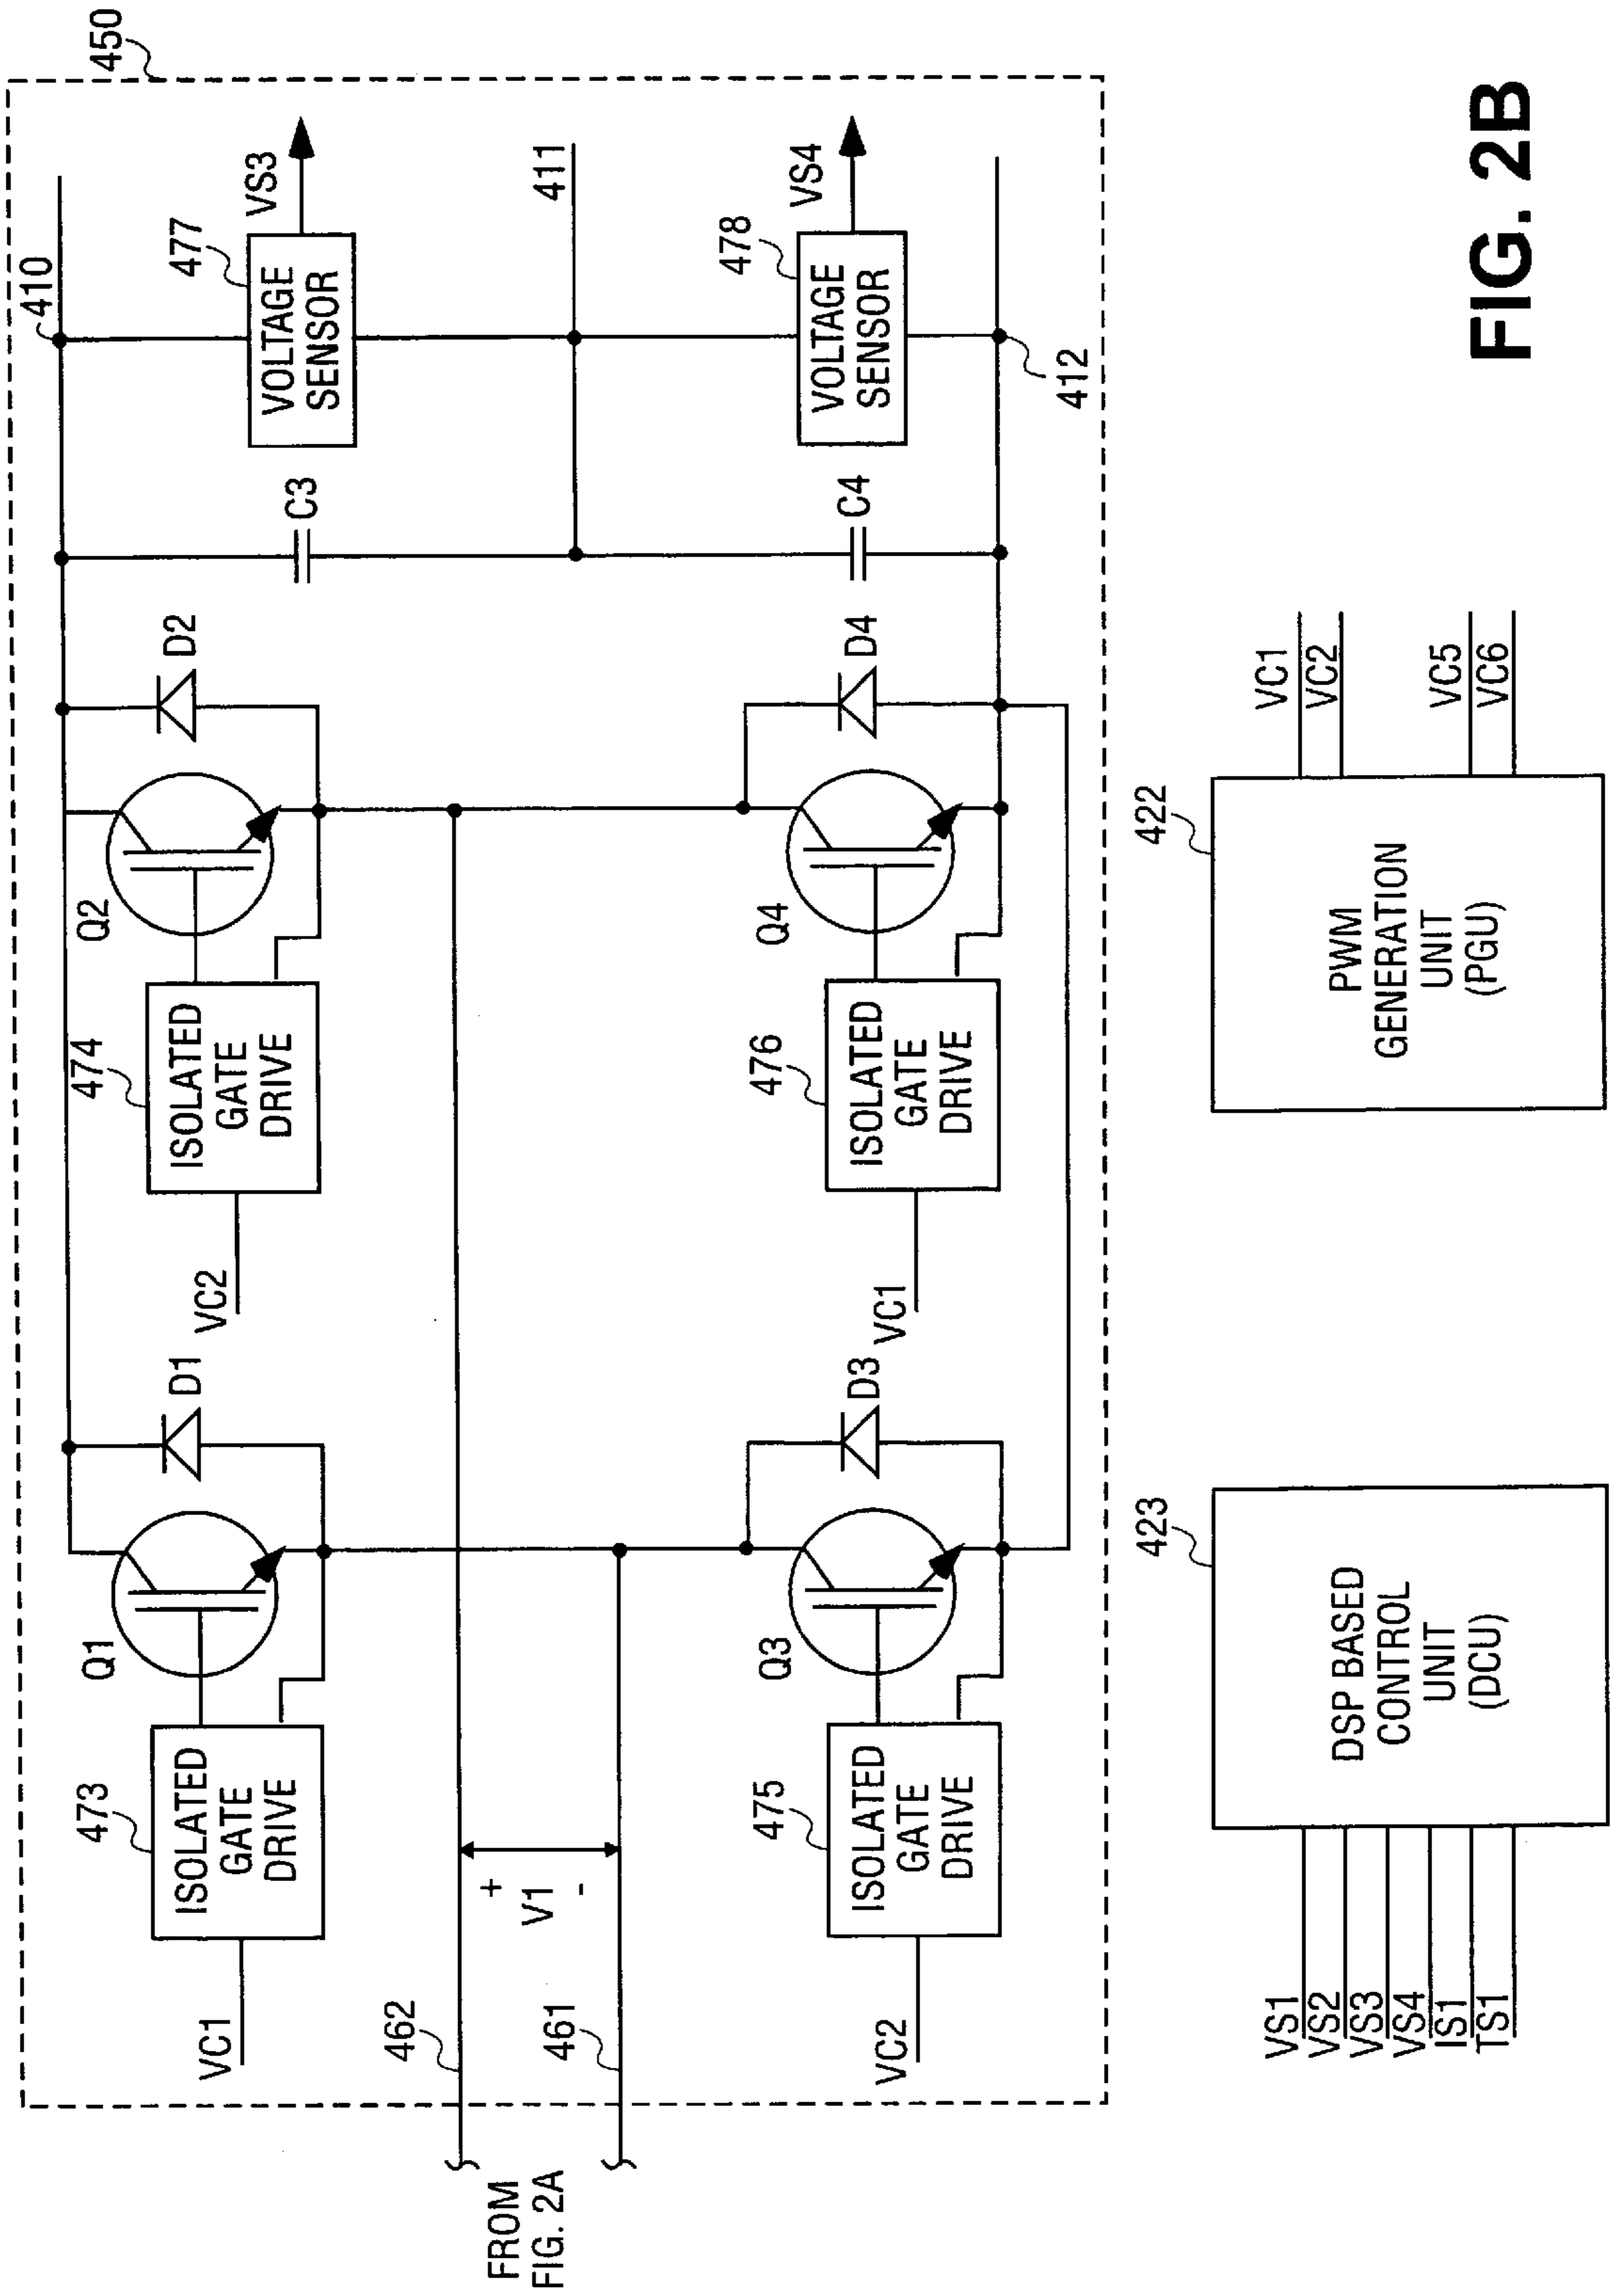 450
410
477
VS3
VOLTAGE
SENSOR
411
478
VS4
VOLTAGE
SENSOR
412
C3
C4
D2
D4
Q2
Q4
474
ISOLATED
GATE
DRIVE
VC2
476
ISOLATED
GATE
DRIVE
VC1
D1
D3
Q1
Q3
473
ISOLATED
GATE
DRIVE
VC1
475
ISOLATED
GATE
DRIVE
VC2
462
461
+
V1
-
FROM
FIG. 2A
423
DSP BASED
CONTROL
UNIT
(DCU)
VS1
VS2
VS3
VS4
IS1
TS1
422
PWM
GENERATION
UNIT
(PGU)
VC1
VC2
VC5
VC6
FIG. 2B